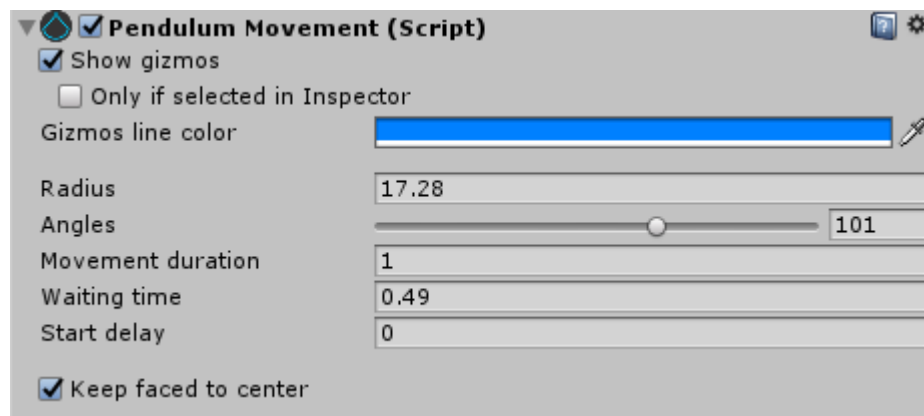 Pendulum Movement (Script)
Show gizmos
Only if selected in Inspector
Gizmos line color
Radius 17.28
Angles 101
Movement duration 1
Waiting time 0.49
Start delay 0
Keep faced to center